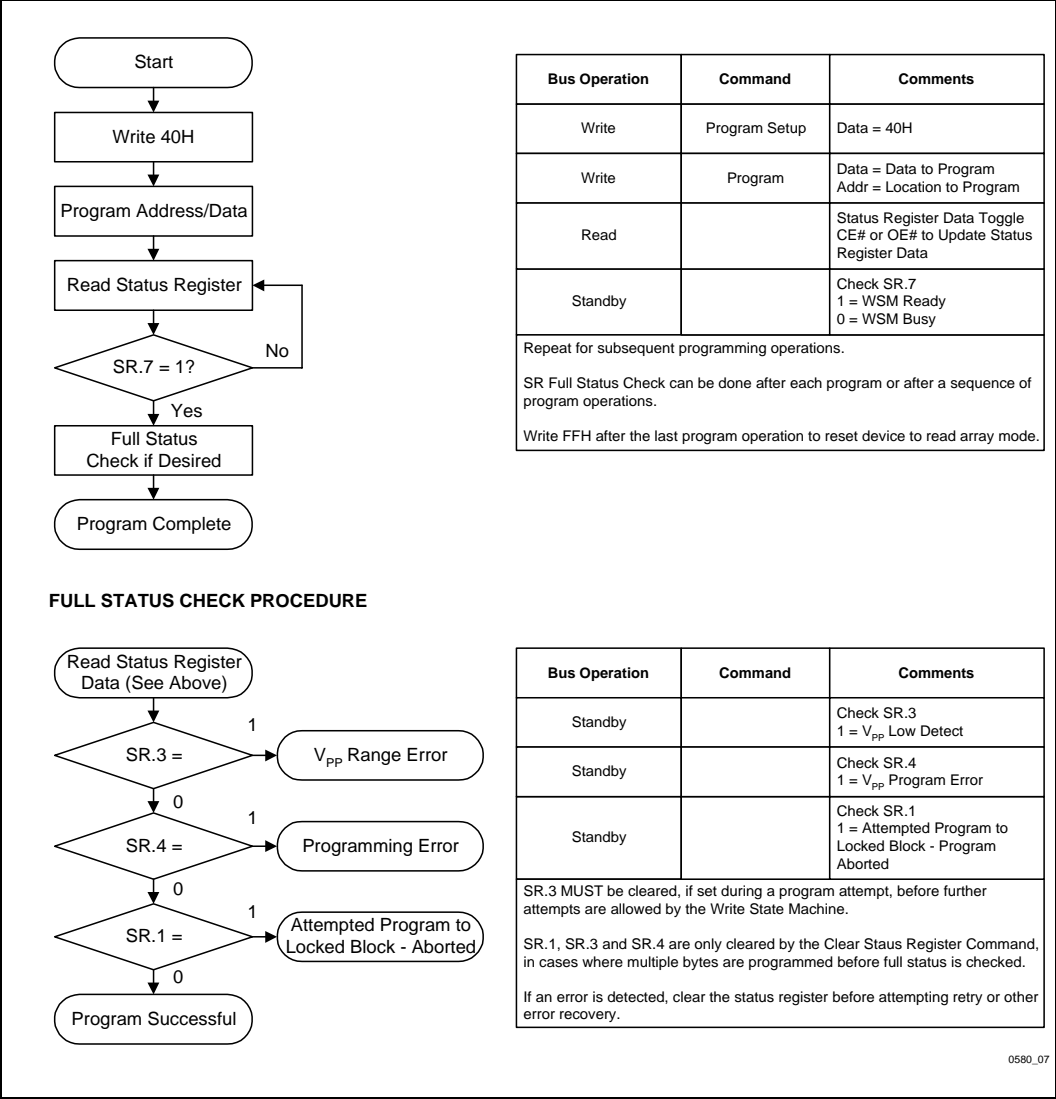 Start
Write 40H
Program Address/Data
Read Status Register
SR.7 = 1?
No
Yes
Full Status
Check if Desired
Program Complete
Bus Operation Command Comments
Write Program Setup Data = 40H
Write Program Data = Data to Program
Addr = Location to Program
Read Status Register Data Toggle
CE# or OE# to Update Status
Register Data
Standby Check SR.7
1 = WSM Ready
0 = WSM Busy
Repeat for subsequent programming operations.
SR Full Status Check can be done after each program or after a sequence of
program operations.
Write FFH after the last program operation to reset device to read array mode.
FULL STATUS CHECK PROCEDURE
Read Status Register
Data (See Above)
SR.3 =
1
VPP Range Error
0
SR.4 =
1
Programming Error
0
SR.1 =
1
Attempted Program to
Locked Block - Aborted
0
Program Successful
Bus Operation Command Comments
Standby Check SR.3
1 = VPP Low Detect
Standby Check SR.4
1 = VPP Program Error
Standby Check SR.1
1 = Attempted Program to
Locked Block - Program
Aborted
SR.3 MUST be cleared, if set during a program attempt, before further
attempts are allowed by the Write State Machine.
SR.1, SR.3 and SR.4 are only cleared by the Clear Staus Register Command,
in cases where multiple bytes are programmed before full status is checked.
If an error is detected, clear the status register before attempting retry or other
error recovery.
0580_07